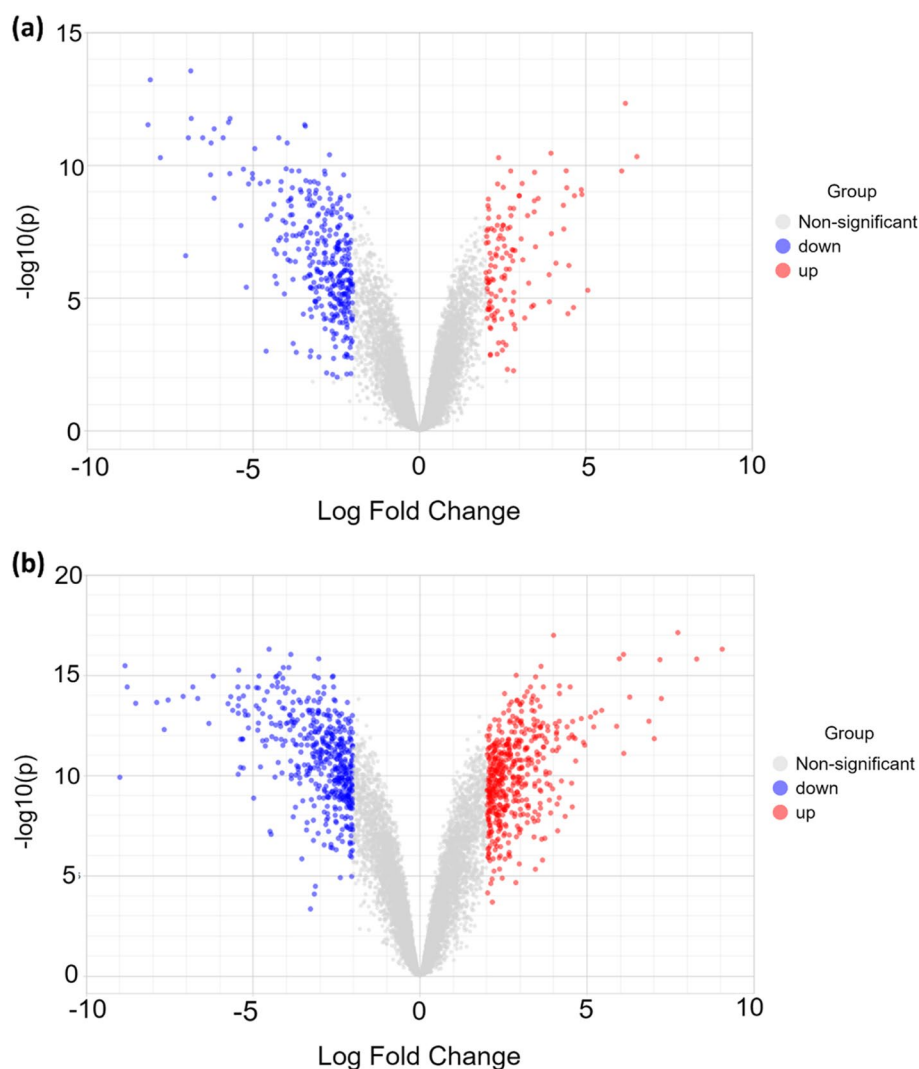 (a)
15
10
5
0
-log10(p)
-10
-5
0
5
10
Log Fold Change
Group
Non-significant
down
up
(b)
20
15
10
5
0
-log10(p)
-10
-5
0
5
10
Log Fold Change
Group
Non-significant
down
up